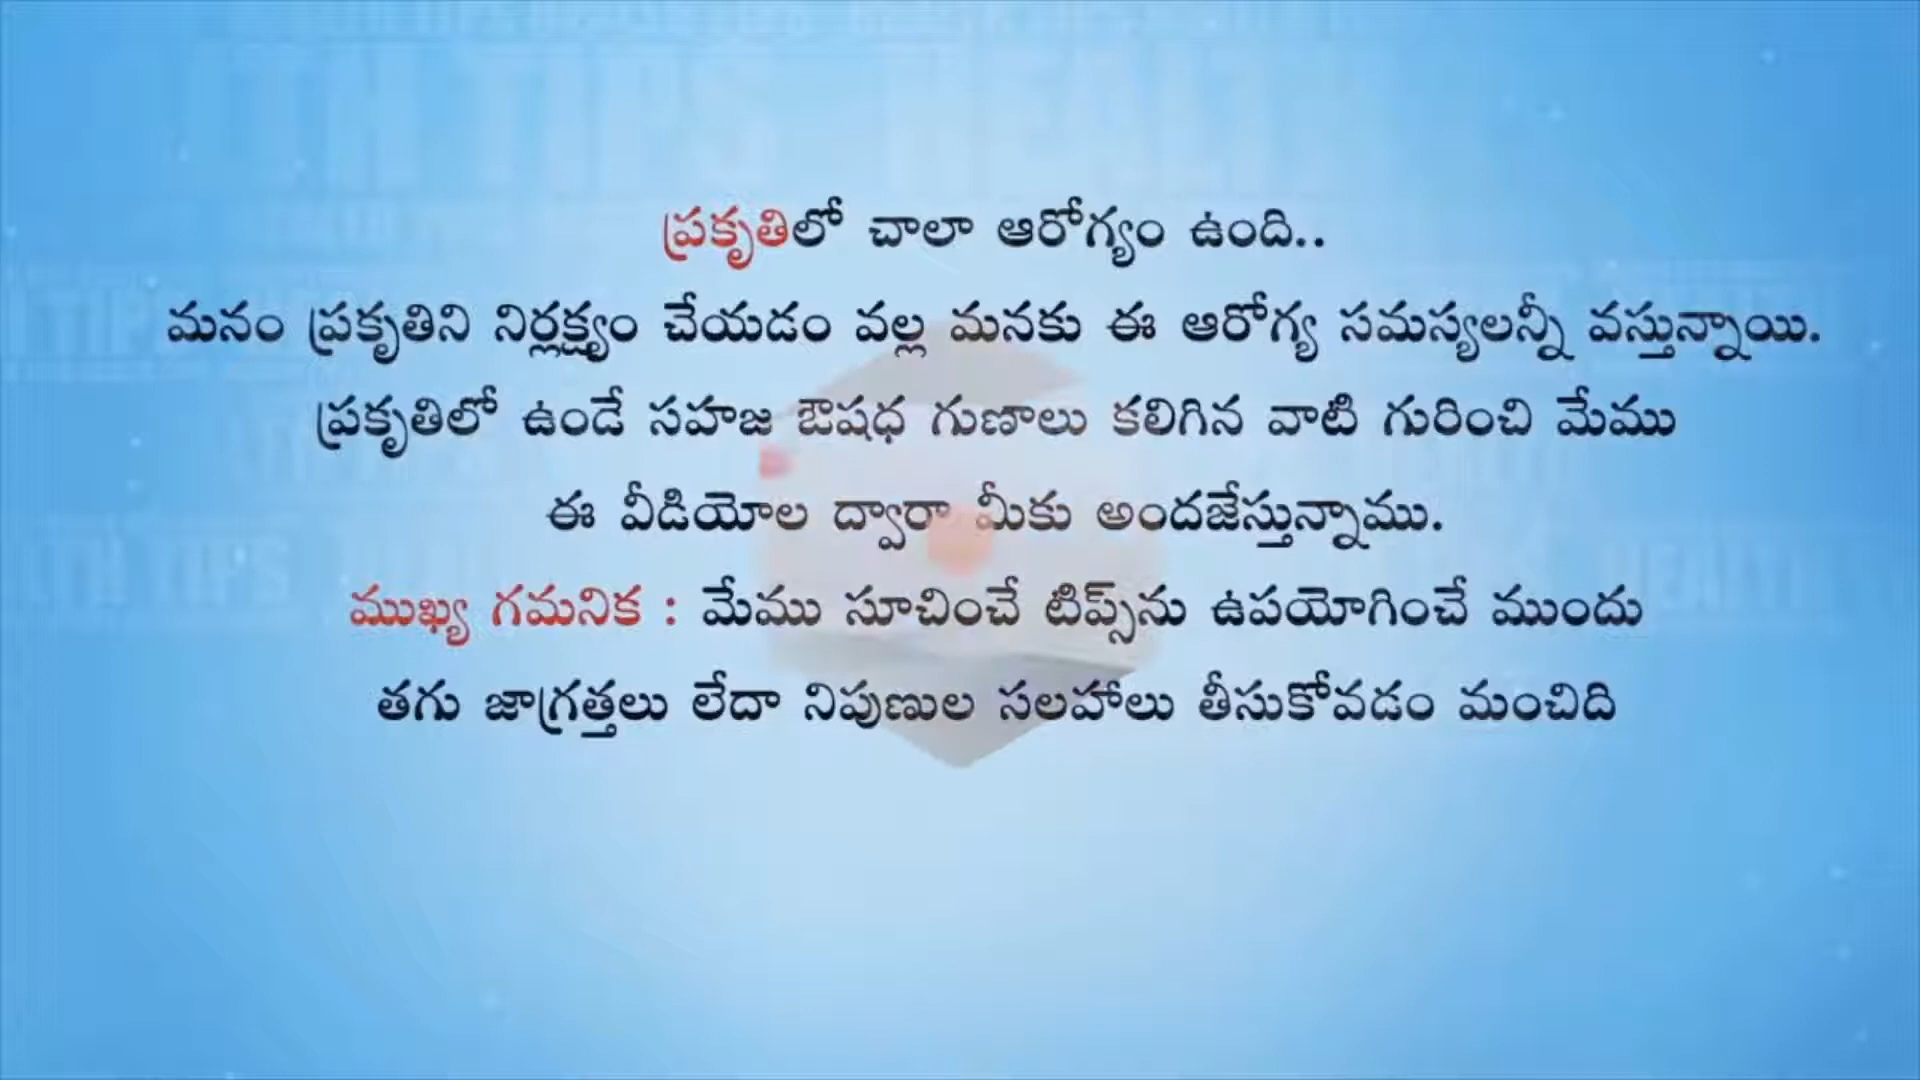 ప్రకృతిలో చాలా ఆరోగ్యం ఉంది..
మనం ప్రకృతిని నిర్లక్ష్యం చేయడం వల్ల మనకు ఈ ఆరోగ్య సమస్యలన్నీ వస్తున్నాయి.
ప్రకృతిలో ఉండే సహజ ఔషధ గుణాలు కలిగిన వాటి గురించి మేము
ఈ వీడియోల ద్వారా మీకు అందజేస్తున్నాము.
ముఖ్య గమనిక : మేము సూచించే టిప్స్‌ను ఉపయోగించే ముందు
తగు జాగ్రత్తలు లేదా నిపుణుల సలహాలు తీసుకోవడం మంచిది